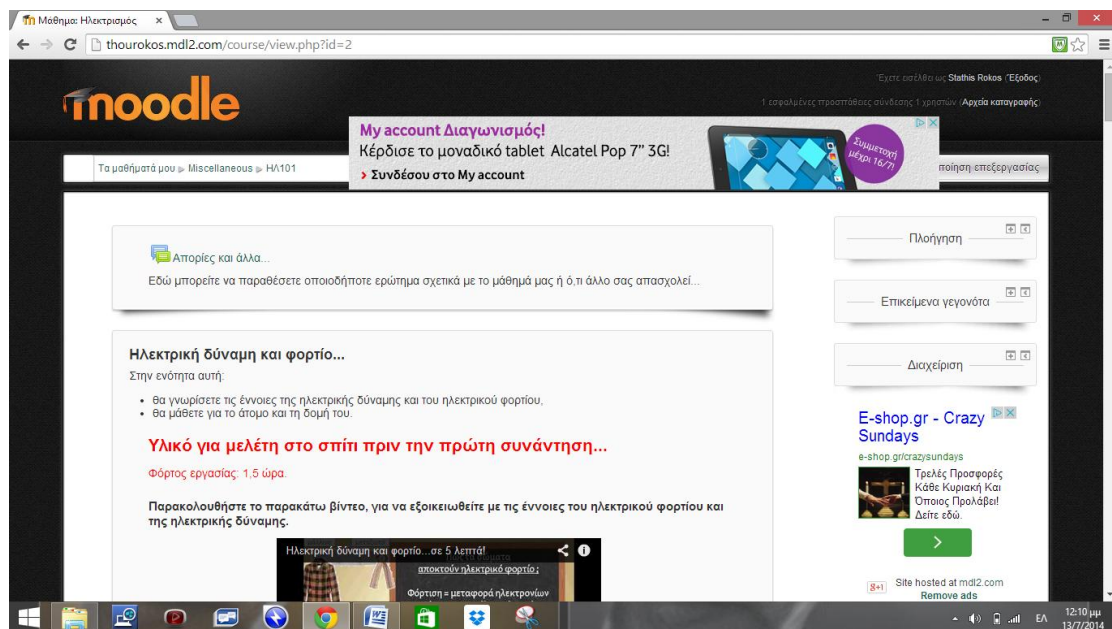 Μάθημα: Ηλεκτρισμός
thourokos.mdl2.com/course/view.php?id=2
moodle
Έχετε εισέλθει ως Stathis Rokos (Έξοδος)
1 εσφαλμένες προσπάθειες σύνδεσης 1 χρηστών (Αρχεία καταγραφής)
My account Διαγωνισμός!
Κέρδισε το μοναδικό tablet Alcatel Pop 7" 3G!
› Συνδέσου στο My account
Συμμετοχή
μέχρι 16/7!
Τα μαθήματά μου Miscellaneous ΗΛ101
ποίηση επεξεργασίας
Απορίες και άλλα...
Εδώ μπορείτε να παραθέσετε οποιοδήποτε ερώτημα σχετικά με το μάθημά μας ή ό,τι άλλο σας απασχολεί...
Ηλεκτρική δύναμη και φορτίο...
Στην ενότητα αυτή:
• θα γνωρίσετε τις έννοιες της ηλεκτρικής δύναμης και του ηλεκτρικού φορτίου,
• θα μάθετε για το άτομο και τη δομή του.
Υλικό για μελέτη στο σπίτι πριν την πρώτη συνάντηση...
Φόρτος εργασίας: 1,5 ώρα.
Παρακολουθήστε το παρακάτω βίντεο, για να εξοικειωθείτε με τις έννοιες του ηλεκτρικού φορτίου και
της ηλεκτρικής δύναμης.
Ηλεκτρική δύναμη και φορτίο...σε 5 λεπτά!
αποκτούν ηλεκτρικό φορτίο ;
Φόρτιση = μεταφορά ηλεκτρονίων
Πλοήγηση
Επικείμενα γεγονότα
Διαχείριση
E-shop.gr - Crazy
Sundays
e-shop.gr/crazysundays
Τρελές Προσφορές
Κάθε Κυριακή Και
Όποιος Προλάβει!
Δείτε εδώ.
g+1
Site hosted at mdl2.com
Remove ads
ΕΛ
12:10 μμ
13/7/2014